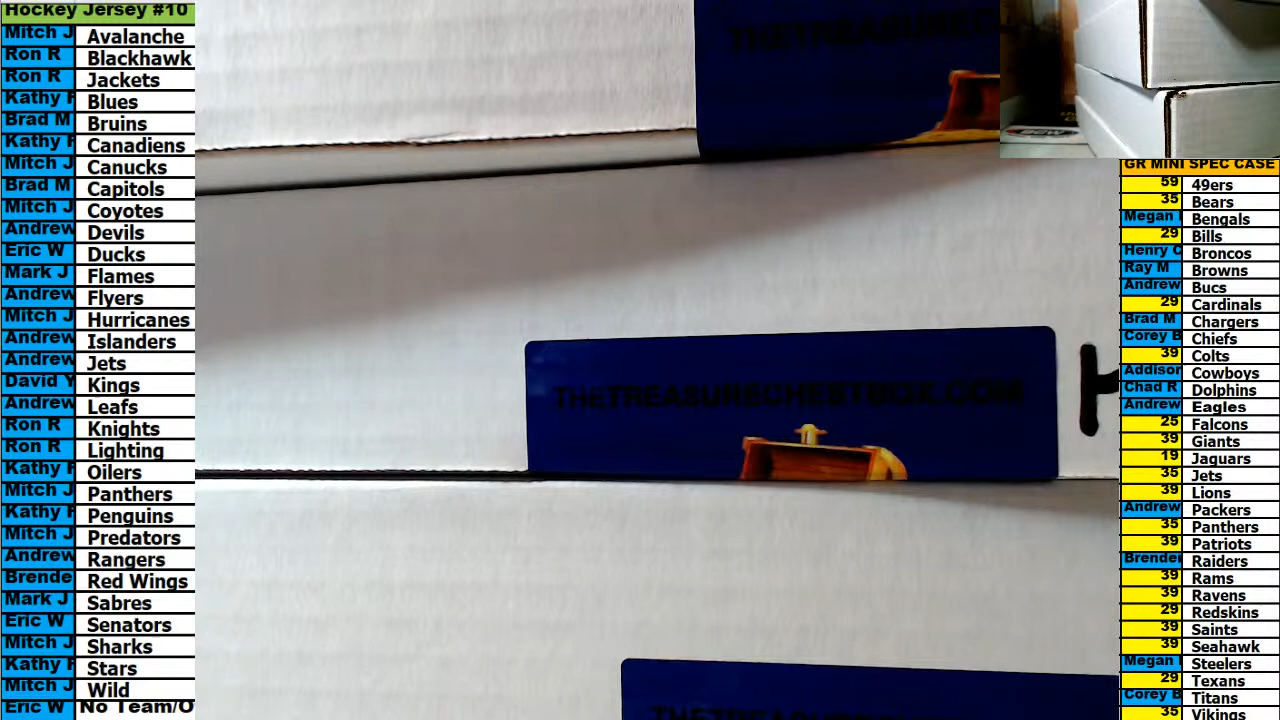 Hockey Jersey #10
Mitch J Avalanche
Ron R Blackhawk
Ron R Jackets
Kathy F Blues
Brad M Bruins
Kathy F Canadiens
Mitch J Canucks
Brad M Capitols
Mitch J Coyotes
Andrew Devils
Eric W Ducks
Mark J Flames
Andrew Flyers
Mitch J Hurricanes
Andrew Islanders
Andrew Jets
David Y Kings
Andrew Leafs
Ron R Knights
Ron R Lighting
Kathy F Oilers
Mitch J Panthers
Kathy F Penguins
Mitch J Predators
Andrew Rangers
Brende Red Wings
Mark J Sabres
Eric W Senators
Mitch J Sharks
Kathy F Stars
Mitch J Wild
Eric W No Team/O
THETREASUREC
THETREASURECHESTBOX.COM
GR MINI SPEC CASE
59 49ers
35 Bears
Megan Bengals
29 Bills
Henry C Broncos
Ray M Browns
Andrew Bucs
29 Cardinals
Brad M Chargers
Corey B Chiefs
39 Colts
Addison Cowboys
Chad R Dolphins
Andrew Eagles
25 Falcons
39 Giants
19 Jaguars
35 Jets
39 Lions
Andrew Packers
35 Panthers
39 Patriots
Brender Raiders
39 Rams
39 Ravens
29 Redskins
39 Saints
39 Seahawk
Megan Steelers
29 Texans
Corey B Titans
35 Vikings